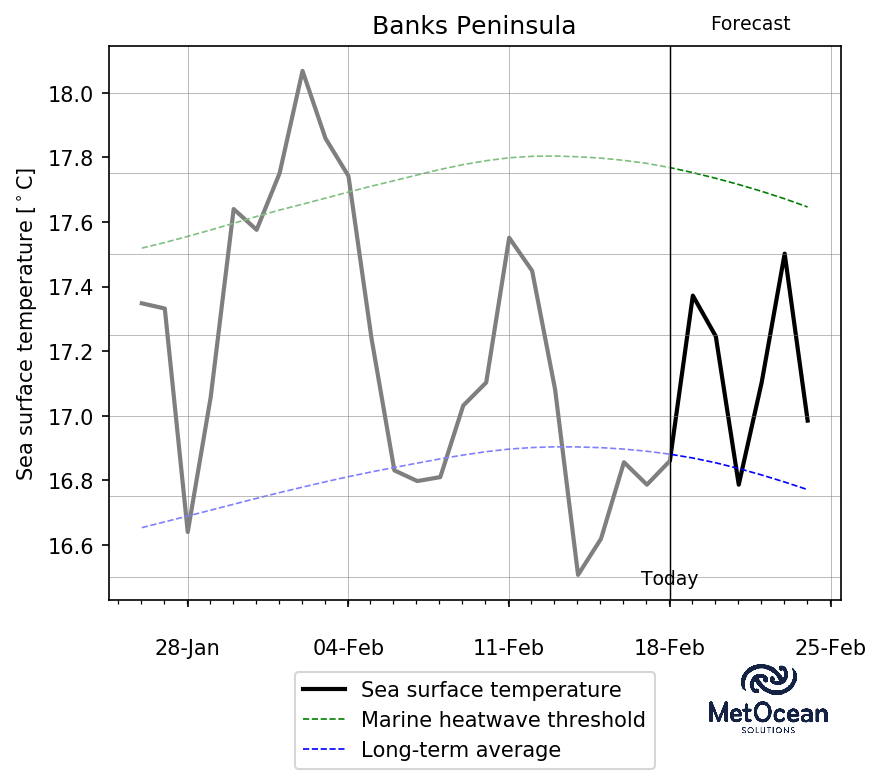 Banks Peninsula
Forecast
Sea surface temperature [°C]
18.0
17.8
17.6
17.4
17.2
17.0
16.8
16.6
Today
28-Jan 04-Feb 11-Feb 18-Feb 25-Feb
Sea surface temperature
Marine heatwave threshold
Long-term average
MetOcean
SOLUTIONS